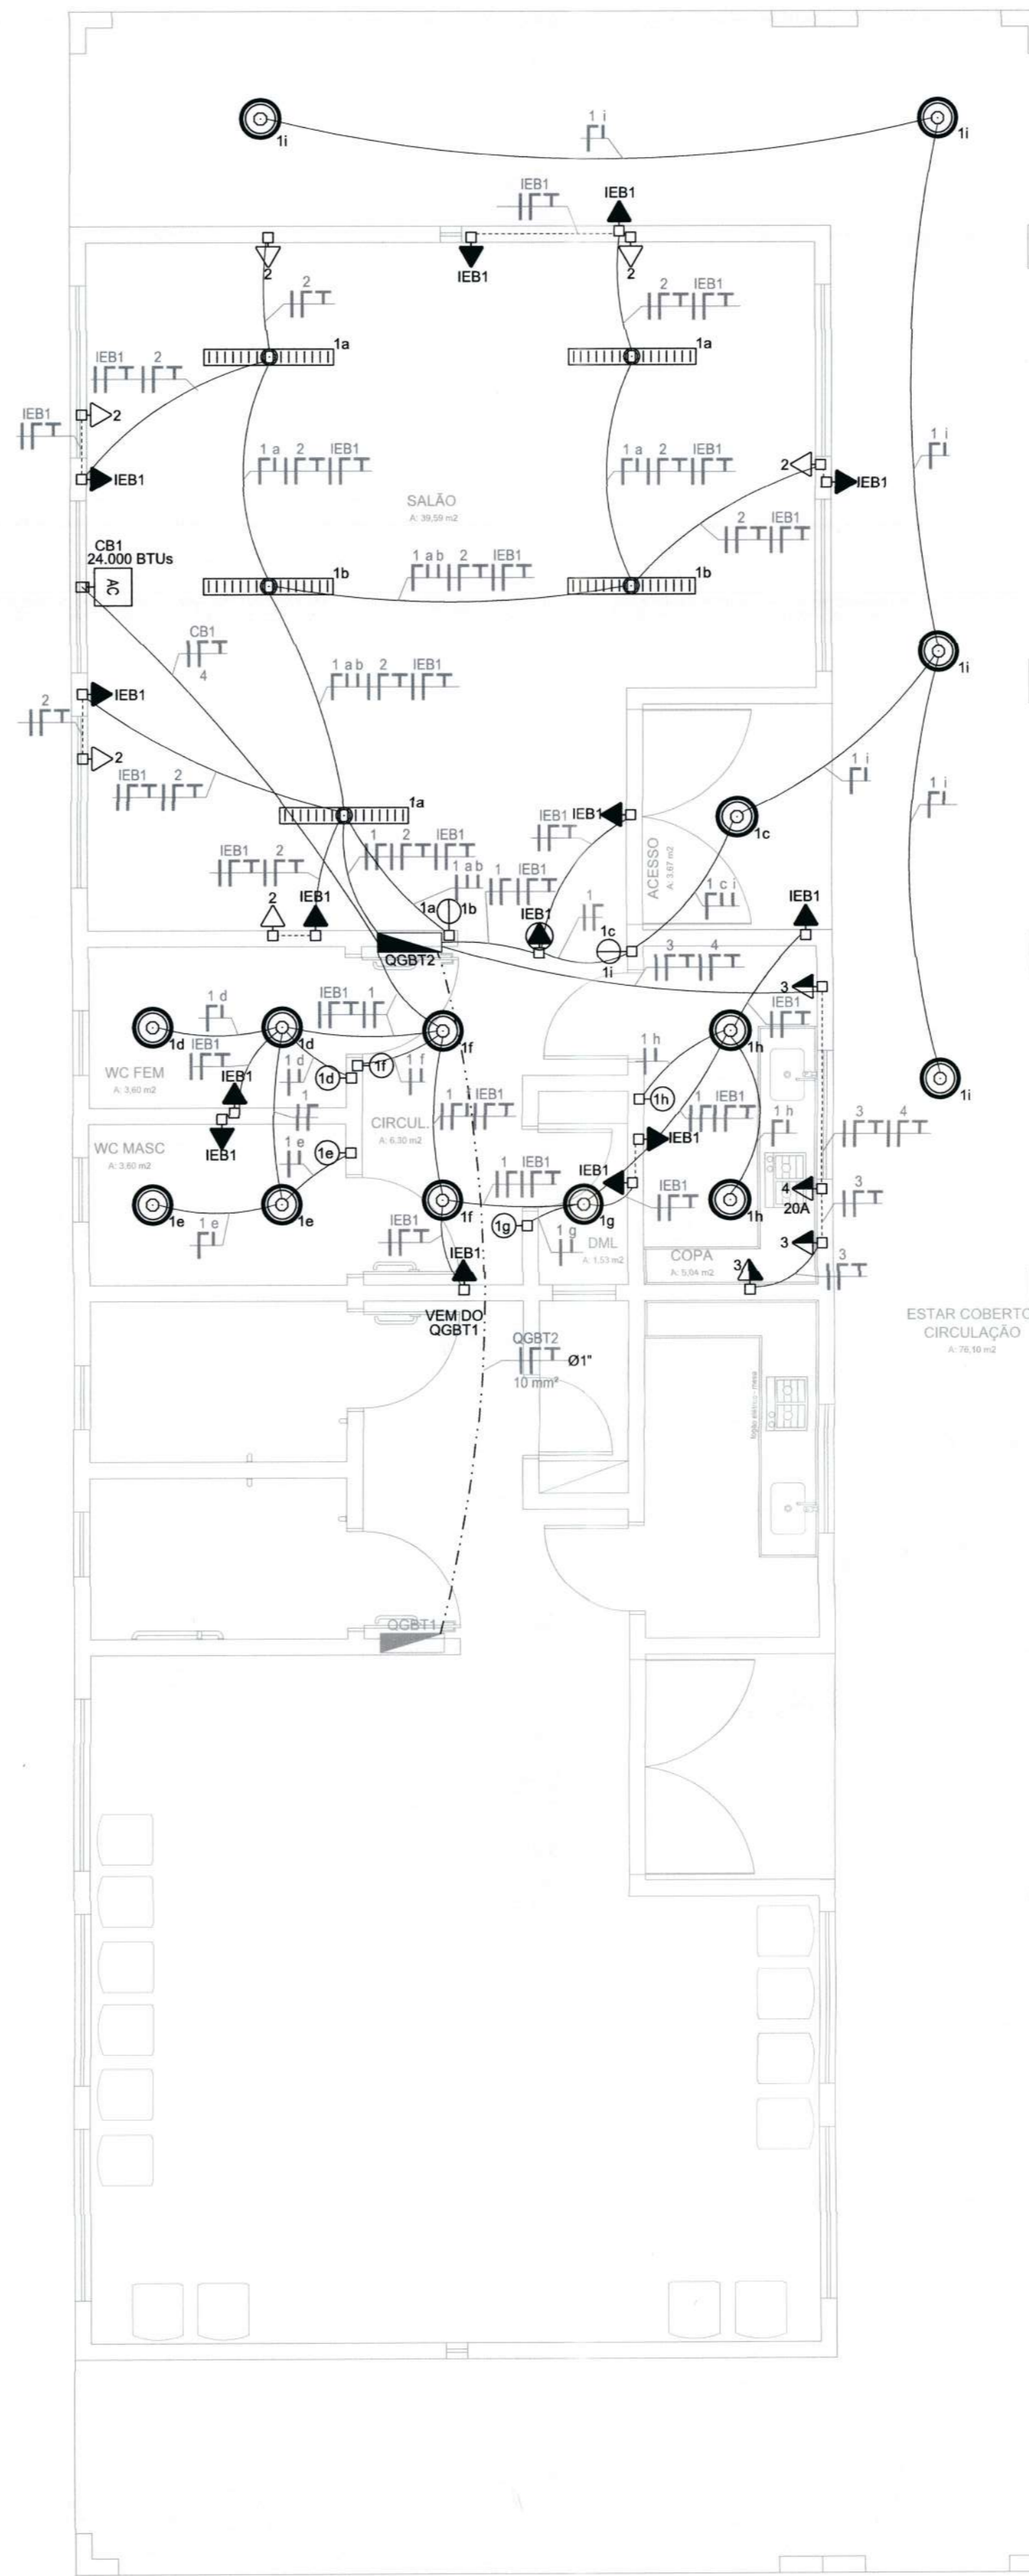 1 i
1i
1i
IEB1
IEB1
IEB1
2
2
2
IEB1
2
1a
1a
IEB1 2
IEB1
2
IEB1
1 i
1 a 2 IEB1
1 a 2 IEB1
2
IEB1
SALÃO
A: 39,59 m2
2 IEB1
CB1
24.000 BTUs
AC
1 a b 2 IEB1
1b
1b
CB1
4
1 a b 2 IEB1
1i
IEB1
2
2
IEB1 2
1 i
1 i
1a
IEB1
IEB1
1c
ACESSO
A: 3,67 m2
1 2 IEB1
IEB1 2
1 a b
1 IEB1
1 c i
IEB1
2
1a
1b
IEB1
1
1c
1i
IEB1
QGBT2
3 4
3
IEB1
IEB1 1
1 d
1d
1d
1f
1h
IEB1
WC FEM
A: 3,60 m2
IEB1
1 d
1d
1f
1 f
1 h
1h
1i
1
CIRCUL.
A: 6,30 m2
1 IEB1
1 IEB1
1 h
3 4
WC MASC
A: 3,60 m2
IEB1
1 e
1e
IEB1
IEB1
1 IEB1
IEB1
4
20A
3
1e
1e
1 e
1f
IEB1
1g
1g
1 g
DML
A: 1,53 m2
1h
COPA
A: 5,04 m2
3
3
3
IEB1
VEM DO
QGBT1
ESTAR COBERTO
CIRCULAÇÃO
A: 76,10 m2
QGBT2
Ø1"
10 mm²
QGBT1